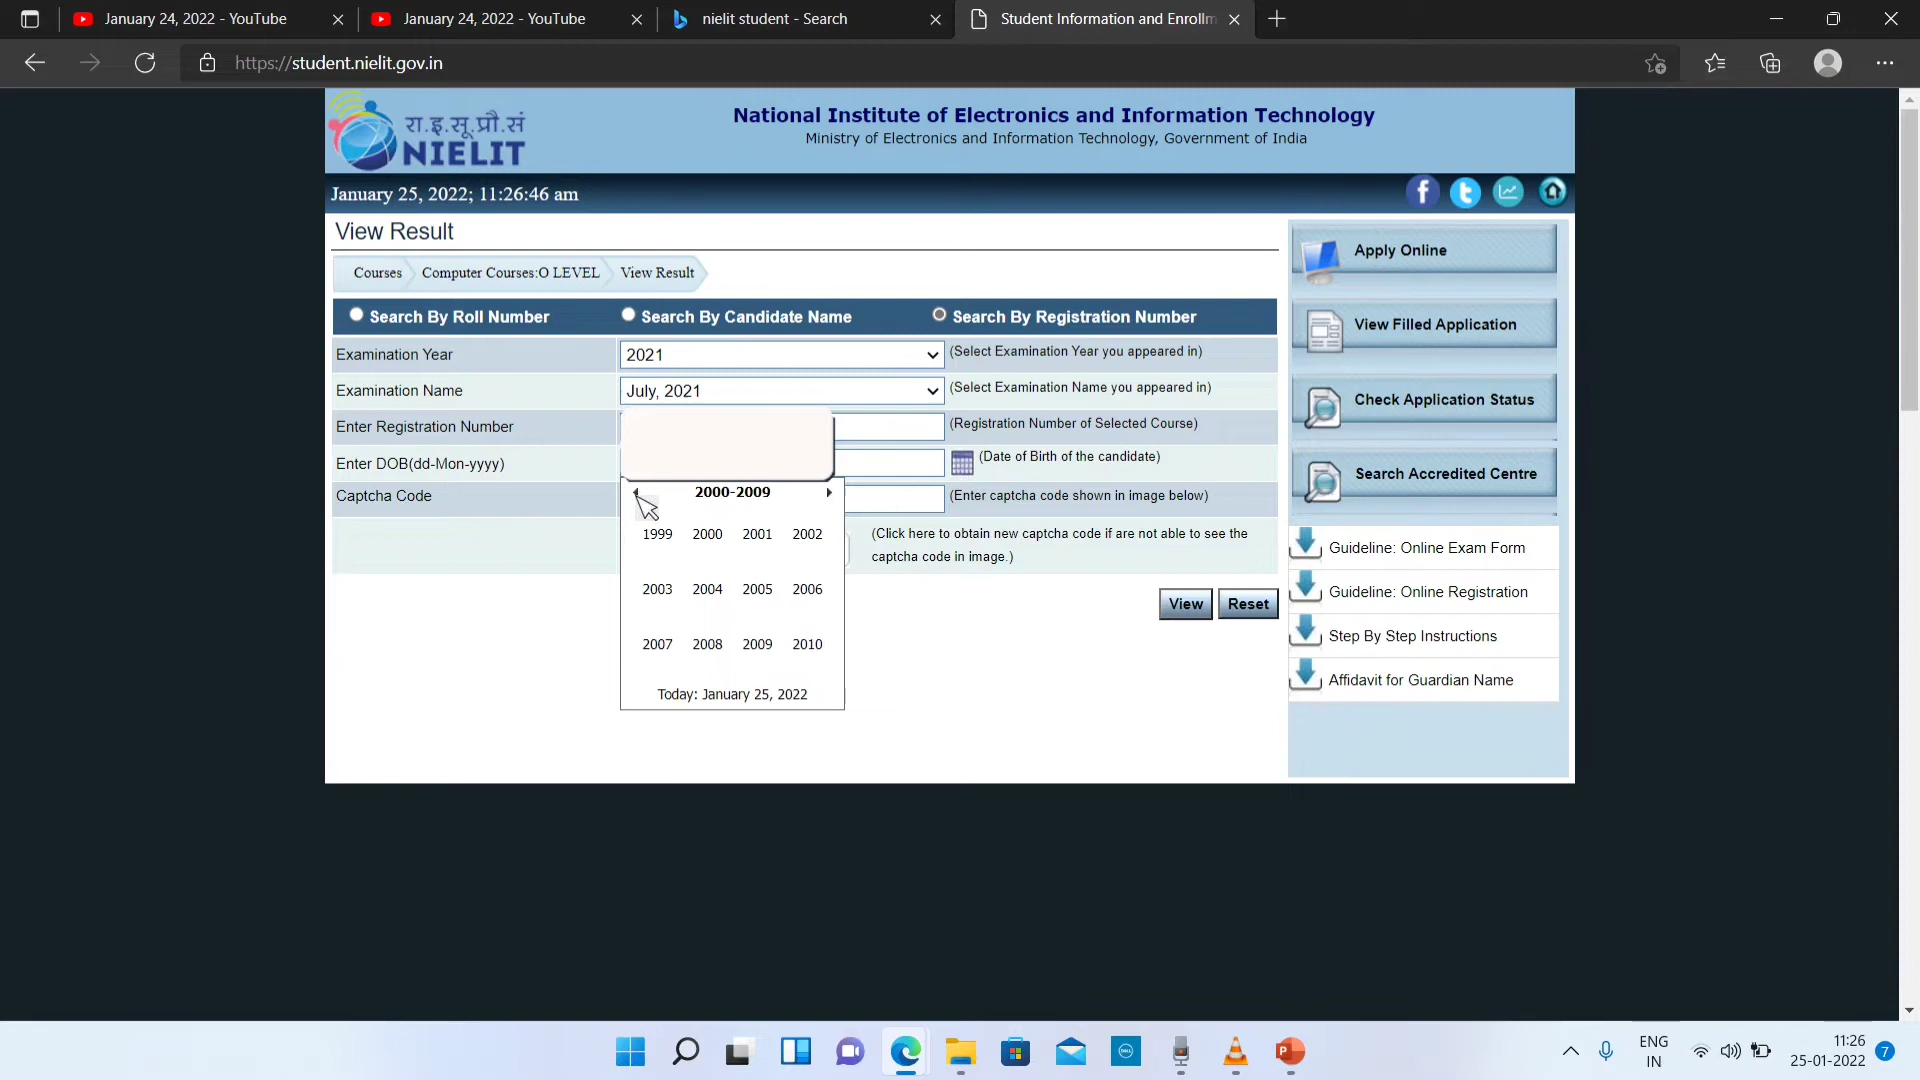 January 24, 2022 - YouTube
January 24, 2022 - YouTube
nielit student - Search
Student Information and Enrollm
https://student.nielit.gov.in
रा.इ.सू.प्रौ.सं
NIELIT
National Institute of Electronics and Information Technology
Ministry of Electronics and Information Technology, Government of India
January 25, 2022; 11:26:46 am
View Result
Courses
Computer Courses:O LEVEL
View Result
Search By Roll Number
Search By Candidate Name
Search By Registration Number
Examination Year
2021
(Select Examination Year you appeared in)
Examination Name
July, 2021
(Select Examination Name you appeared in)
Enter Registration Number
(Registration Number of Selected Course)
Enter DOB(dd-Mon-yyyy)
(Date of Birth of the candidate)
Captcha Code
(Enter captcha code shown in image below)
2000-2009
1999 2000 2001 2002
2003 2004 2005 2006
2007 2008 2009 2010
Today: January 25, 2022
(Click here to obtain new captcha code if are not able to see the
captcha code in image.)
View
Reset
Apply Online
View Filled Application
Check Application Status
Search Accredited Centre
Guideline: Online Exam Form
Guideline: Online Registration
Step By Step Instructions
Affidavit for Guardian Name
ENG
IN
11:26
25-01-2022
7